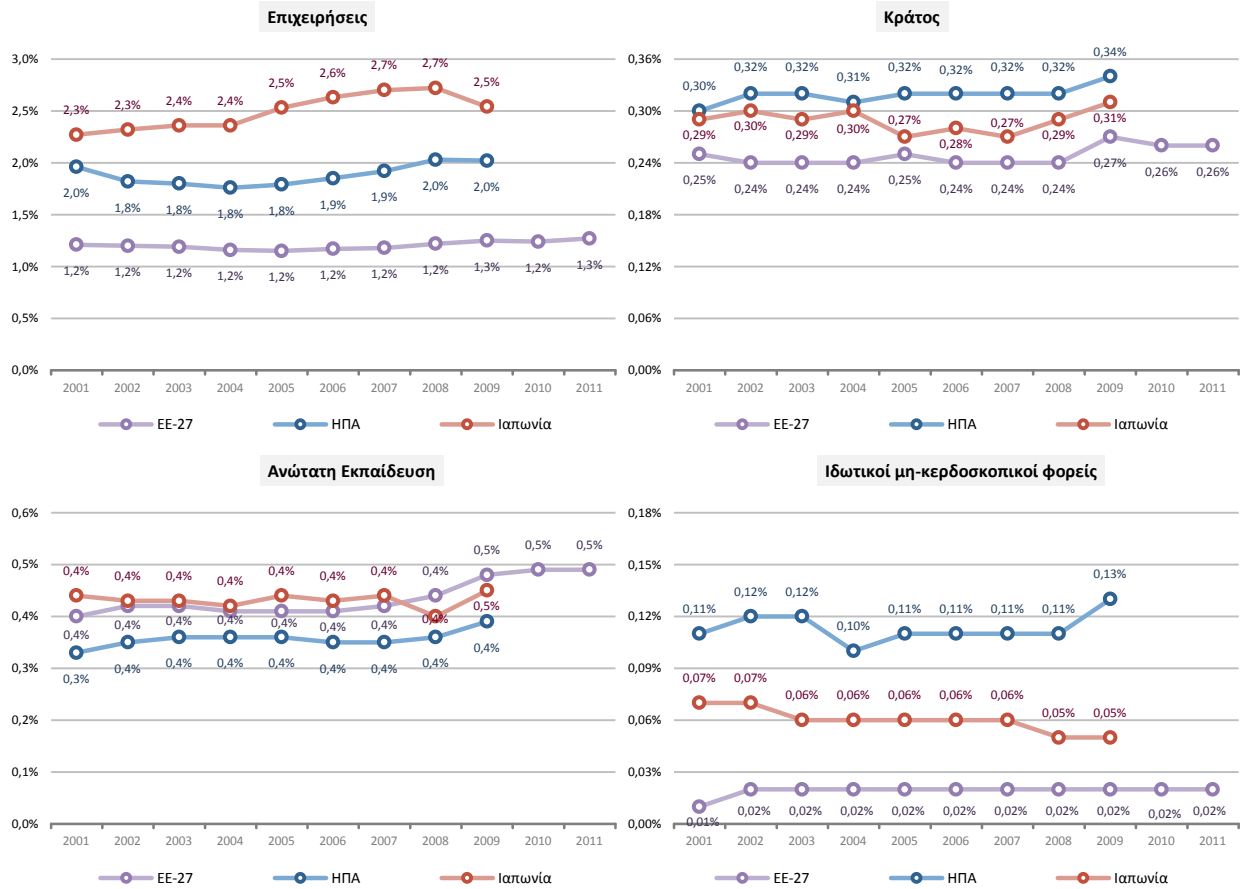 Επιχειρήσεις
3,0%
2,5%
2,0%
1,5%
1,0%
0,5%
0,0%
2,3% 2,3% 2,4% 2,4% 2,5% 2,6% 2,7% 2,7% 2,5%
2,0% 1,8% 1,8% 1,8% 1,8% 1,9% 1,9% 2,0% 2,0%
1,2% 1,2% 1,2% 1,2% 1,2% 1,2% 1,2% 1,2% 1,3% 1,2% 1,3%
2001 2002 2003 2004 2005 2006 2007 2008 2009 2010 2011
ΕΕ-27 ΗΠΑ Ιαπωνία
Κράτος
0,36%
0,30%
0,24%
0,18%
0,12%
0,06%
0,00%
0,30% 0,32% 0,32% 0,31% 0,32% 0,32% 0,32% 0,32% 0,34%
0,29% 0,30% 0,29% 0,30% 0,27% 0,28% 0,27% 0,29% 0,31%
0,25% 0,24% 0,24% 0,24% 0,25% 0,24% 0,24% 0,24% 0,27% 0,26% 0,26%
2001 2002 2003 2004 2005 2006 2007 2008 2009 2010 2011
ΕΕ-27 ΗΠΑ Ιαπωνία
Ανώτατη Εκπαίδευση
0,6%
0,5%
0,4%
0,3%
0,2%
0,1%
0,0%
0,4% 0,4% 0,4% 0,4% 0,4% 0,4% 0,4% 0,4% 0,5%
0,4% 0,4% 0,4% 0,4% 0,4% 0,4% 0,4% 0,4% 0,5% 0,5% 0,5%
0,3% 0,4% 0,4% 0,4% 0,4% 0,4% 0,4% 0,4% 0,4%
2001 2002 2003 2004 2005 2006 2007 2008 2009 2010 2011
ΕΕ-27 ΗΠΑ Ιαπωνία
Ιδωτικοί μη-κερδοσκοπικοί φορείς
0,18%
0,15%
0,12%
0,09%
0,06%
0,03%
0,00%
0,11% 0,12% 0,12% 0,10% 0,11% 0,11% 0,11% 0,11% 0,13%
0,07% 0,07% 0,06% 0,06% 0,06% 0,06% 0,06% 0,05% 0,05%
0,01% 0,02% 0,02% 0,02% 0,02% 0,02% 0,02% 0,02% 0,02% 0,02% 0,02%
2001 2002 2003 2004 2005 2006 2007 2008 2009 2010 2011
ΕΕ-27 ΗΠΑ Ιαπωνία